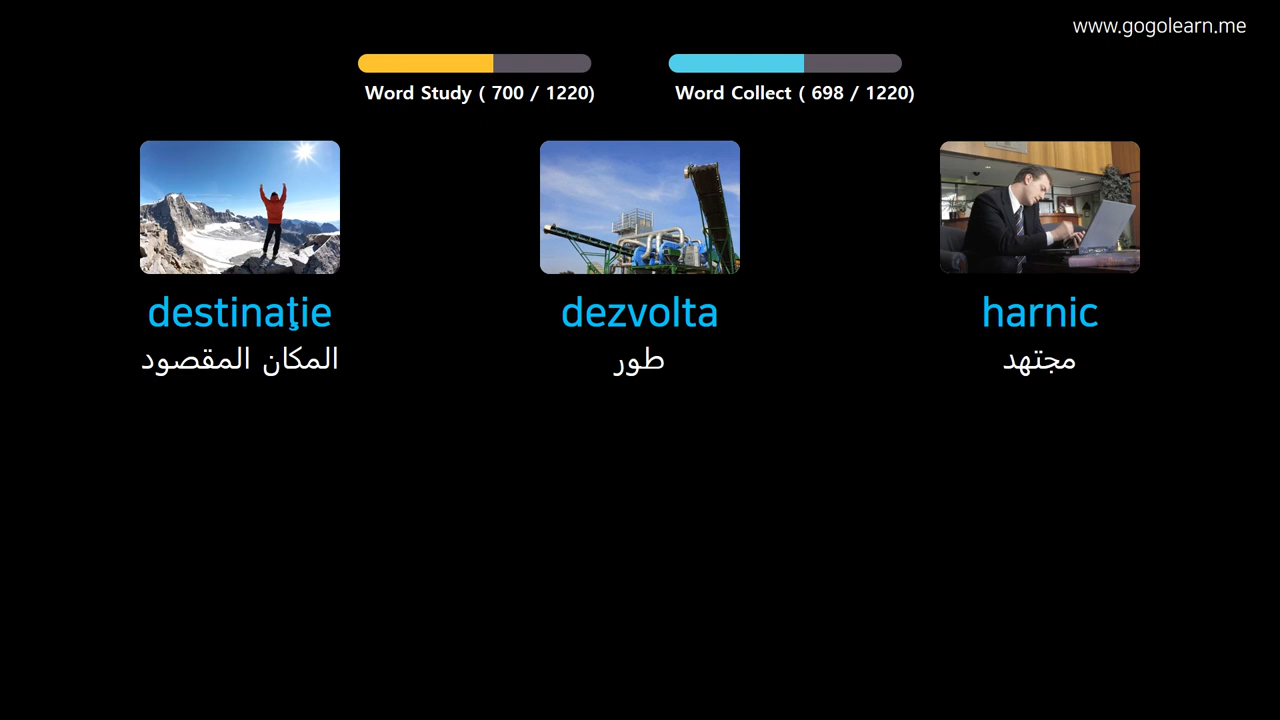 www.gogolearn.me
Word Study ( 700 / 1220)
Word Collect ( 698 / 1220)
destinaţie
المكان المقصود
dezvolta
طور
harnic
مجتهد